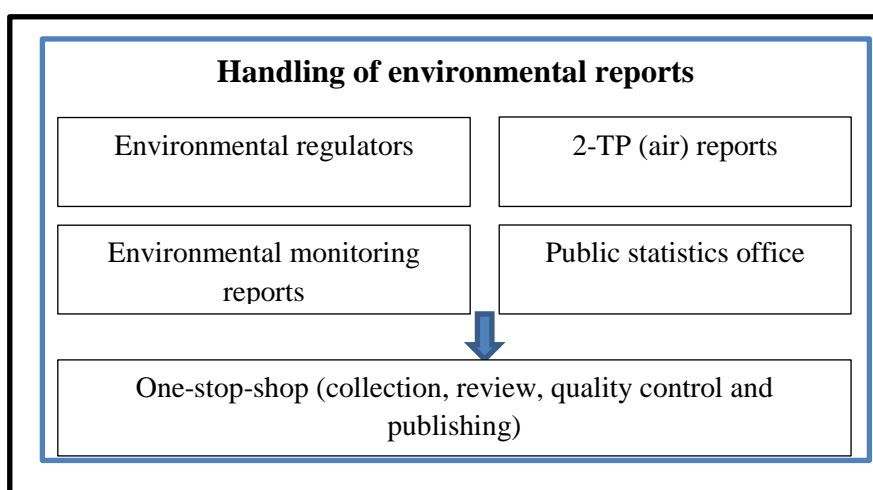 Handling of environmental reports
Environmental regulators
2-TP (air) reports
Environmental monitoring
reports
Public statistics office
One-stop-shop (collection, review, quality control and
publishing)